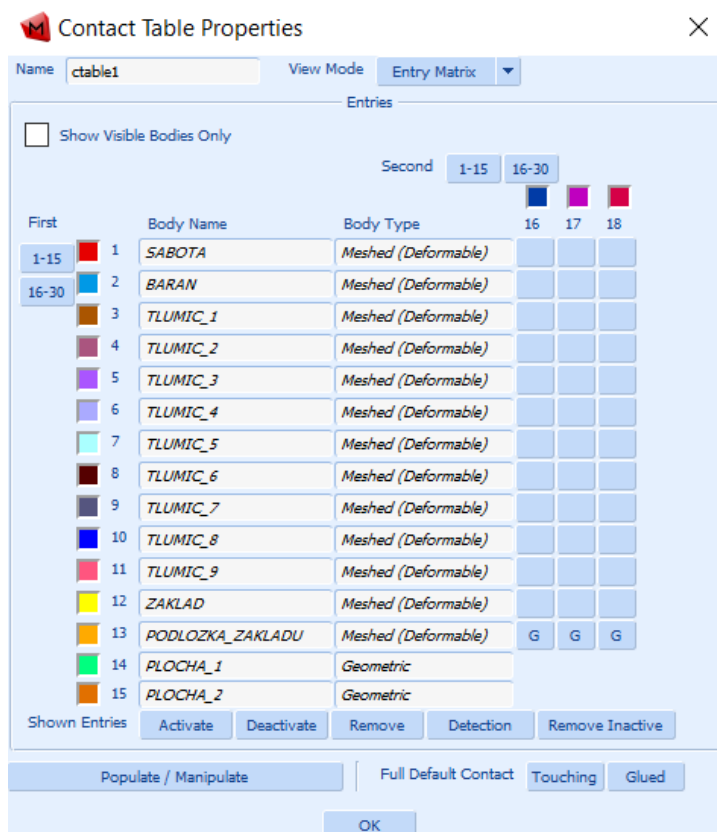 Contact Table Properties
Name ctable1 View Mode Entry Matrix
Entries
Show Visible Bodies Only
Second 1-15 16-30
First Body Name Body Type 16 17 18
1-15 1 SABOTA Meshed (Deformable)
16-30 2 BARAN Meshed (Deformable)
3 TLUMIC_1 Meshed (Deformable)
4 TLUMIC_2 Meshed (Deformable)
5 TLUMIC_3 Meshed (Deformable)
6 TLUMIC_4 Meshed (Deformable)
7 TLUMIC_5 Meshed (Deformable)
8 TLUMIC_6 Meshed (Deformable)
9 TLUMIC_7 Meshed (Deformable)
10 TLUMIC_8 Meshed (Deformable)
11 TLUMIC_9 Meshed (Deformable)
12 ZAKLAD Meshed (Deformable)
13 PODLOZKA_ZAKLADU Meshed (Deformable) G G G
14 PLOCHA_1 Geometric
15 PLOCHA_2 Geometric
Shown Entries Activate Deactivate Remove Detection Remove Inactive
Populate / Manipulate Full Default Contact Touching Glued
OK